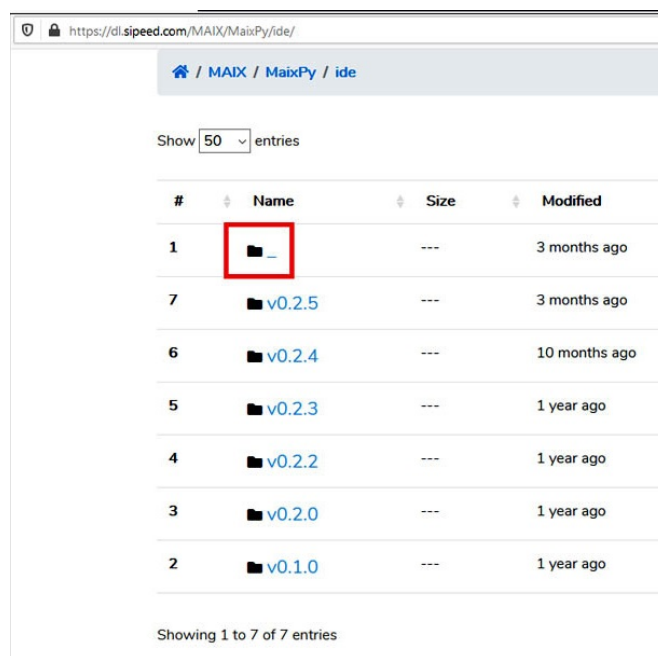 https://dl.sipeed.com/MAIX/MaixPy/ide/
/ MAIX / MaixPy / ide
Show 50 entries
# Name Size Modified
1 _ --- 3 months ago
7 v0.2.5 --- 3 months ago
6 v0.2.4 --- 10 months ago
5 v0.2.3 --- 1 year ago
4 v0.2.2 --- 1 year ago
3 v0.2.0 --- 1 year ago
2 v0.1.0 --- 1 year ago
Showing 1 to 7 of 7 entries